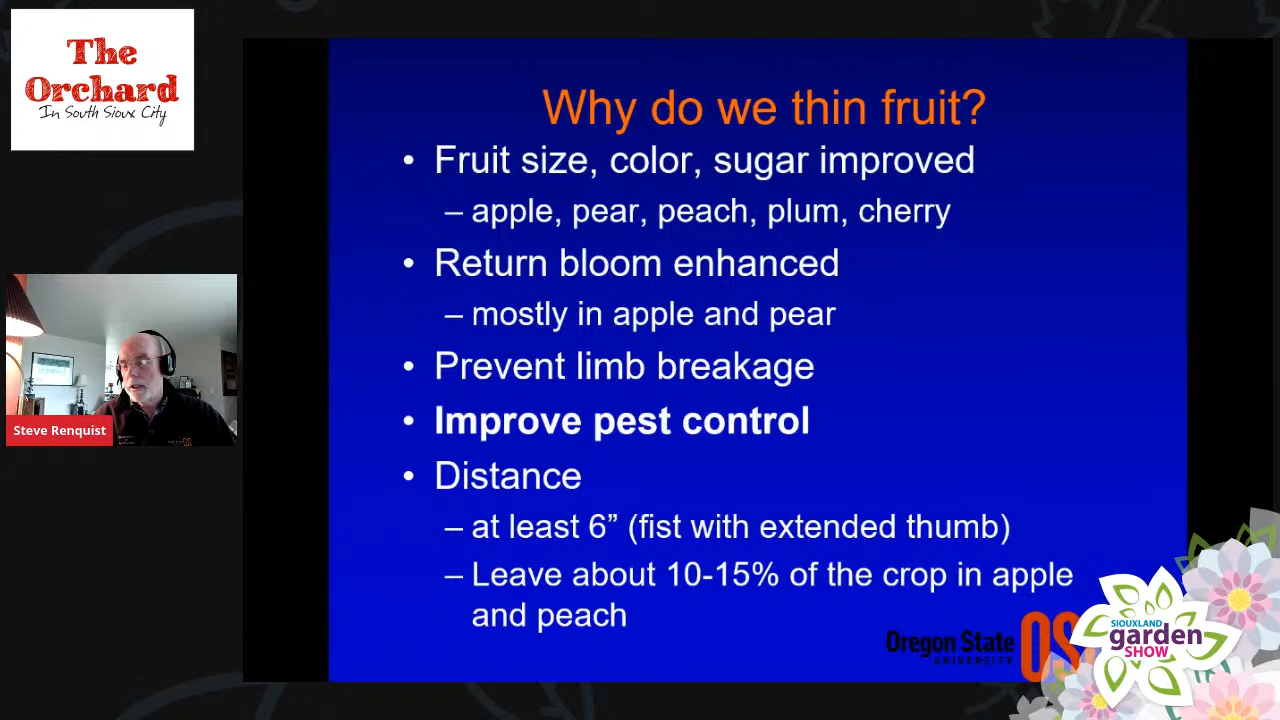 The
Orchard
In South Sioux City
Why do we thin fruit?
• Fruit size, color, sugar improved
– apple, pear, peach, plum, cherry
• Return bloom enhanced
– mostly in apple and pear
• Prevent limb breakage
• Improve pest control
• Distance
– at least 6” (fist with extended thumb)
– Leave about 10-15% of the crop in apple
and peach
Steve Renquist
Oregon State
UNIVERSITY
OS
SIOUXLAND
garden
SHOW